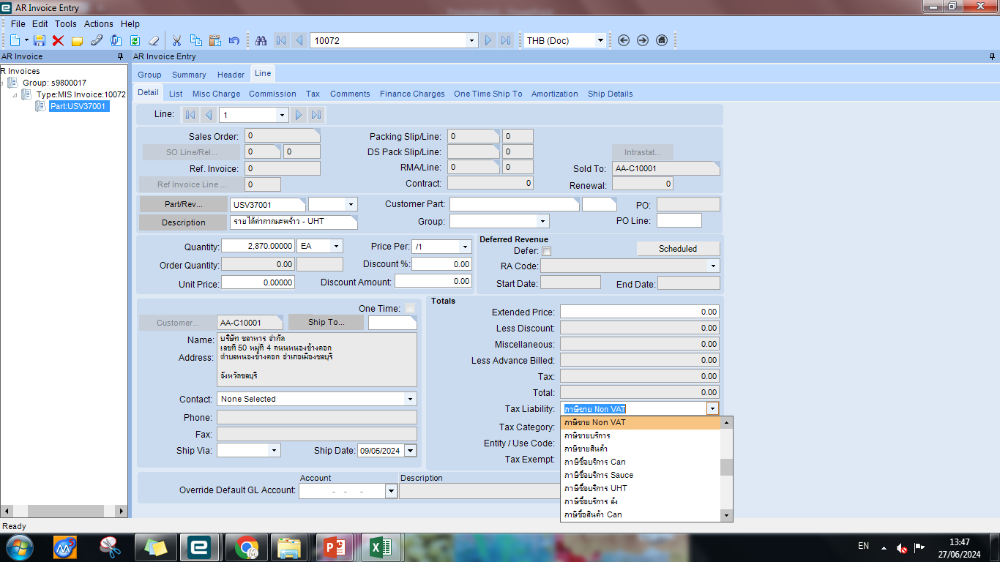 AR Invoice Entry
File Edit Tools Actions Help
10072 THB (Doc)
AR Invoice
AR Invoice Entry
R Invoices
Group: s9800017
Type:MIS Invoice:10072
Part:USV37001
Group Summary Header Line
Detail List Misc Charge Commission Tax Comments Finance Charges One Time Ship To Amortization Ship Details
Line: 1
Sales Order: 0 Packing Slip/Line: 0 0
SO Line/Rel... 0 0 DS Pack Slip/Line: 0 Intrastat...
Ref. Invoice: 0 RMA/Line: 0 0 Sold To: AA-C10001
Ref Invoice Line ... 0 Contract: 0 Renewal: 0
Part/Rev... USV37001 Customer Part: PO:
Description รายได้ค่ากากมะพร้าว - UHT Group: PO Line:
Quantity: 2,870.00000 EA Price Per: /1
Order Quantity: 0.00 Discount %: 0.00
Unit Price: 0.00000 Discount Amount: 0.00
Deferred Revenue
Defer: Scheduled
RA Code:
Start Date: End Date:
One Time:
Customer... AA-C10001 Ship To...
Name: บริษัท ชลาหาร จำกัด
เลขที่ 50 หมู่ที่ 4 ถนนหนองข้างคอก
Address: ตำบลหนองข้างคอก อำเภอเมืองชลบุรี
จังหวัดชลบุรี
Contact: None Selected
Phone:
Fax:
Ship Via: Ship Date: 09/05/2024
Totals
Extended Price: 0.00
Less Discount: 0.00
Miscellaneous: 0.00
Less Advance Billed: 0.00
Tax: 0.00
Total: 0.00
Tax Liability: ภาษีขาย Non VAT
Tax Category:
Entity / Use Code:
Tax Exempt:
ภาษีขาย Non VAT
ภาษีขายบริการ
ภาษีขายสินค้า
ภาษีซื้อบริการ Can
ภาษีซื้อบริการ Sauce
ภาษีซื้อบริการ UHT
ภาษีซื้อบริการ ลัง
ภาษีซื้อสินค้า Can
Account Description
Override Default GL Account: - - -
Ready
EN 13:47
27/06/2024